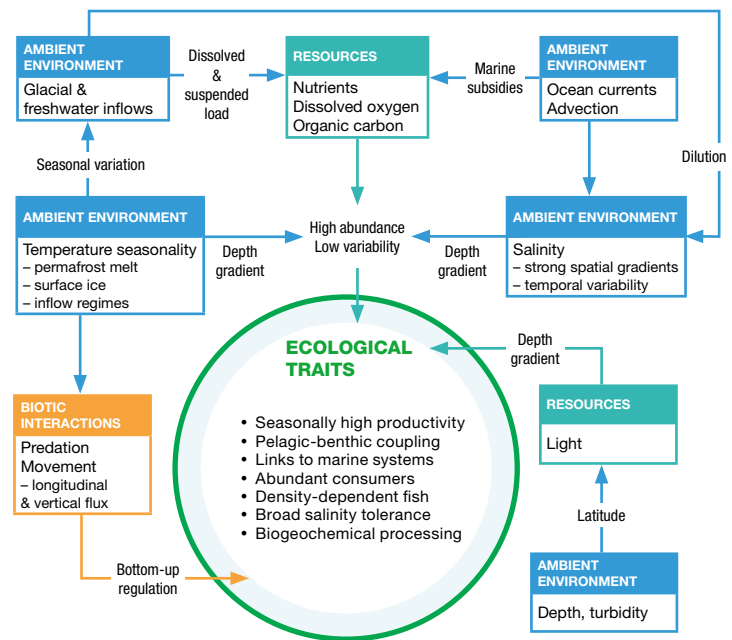 AMBIENT
ENVIRONMENT
Glacial &
freshwater inflows
Dissolved
&
suspended
load
RESOURCES
Nutrients
Dissolved oxygen
Organic carbon
Marine
subsidies
AMBIENT
ENVIRONMENT
Ocean currents
Advection
Seasonal variation
Dilution
AMBIENT ENVIRONMENT
Temperature seasonality
– permafrost melt
– surface ice
– inflow regimes
Depth
gradient
High abundance
Low variability
Depth
gradient
AMBIENT ENVIRONMENT
Salinity
– strong spatial gradients
– temporal variability
ECOLOGICAL
TRAITS
• Seasonally high productivity
• Pelagic-benthic coupling
• Links to marine systems
• Abundant consumers
• Density-dependent fish
• Broad salinity tolerance
• Biogeochemical processing
Depth
gradient
RESOURCES
Light
Latitude
AMBIENT
ENVIRONMENT
Depth, turbidity
BIOTIC
INTERACTIONS
Predation
Movement
– longitudinal
& vertical flux
Bottom-up
regulation